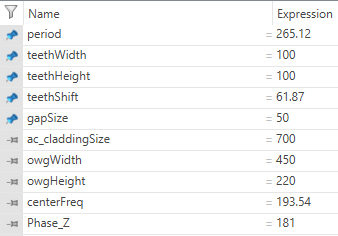 Name Expression
period = 265.12
teethWidth = 100
teethHeight = 100
teethShift = 61.87
gapSize = 50
ac_claddingSize = 700
owgWidth = 450
owgHeight = 220
centerFreq = 193.54
Phase_Z = 181